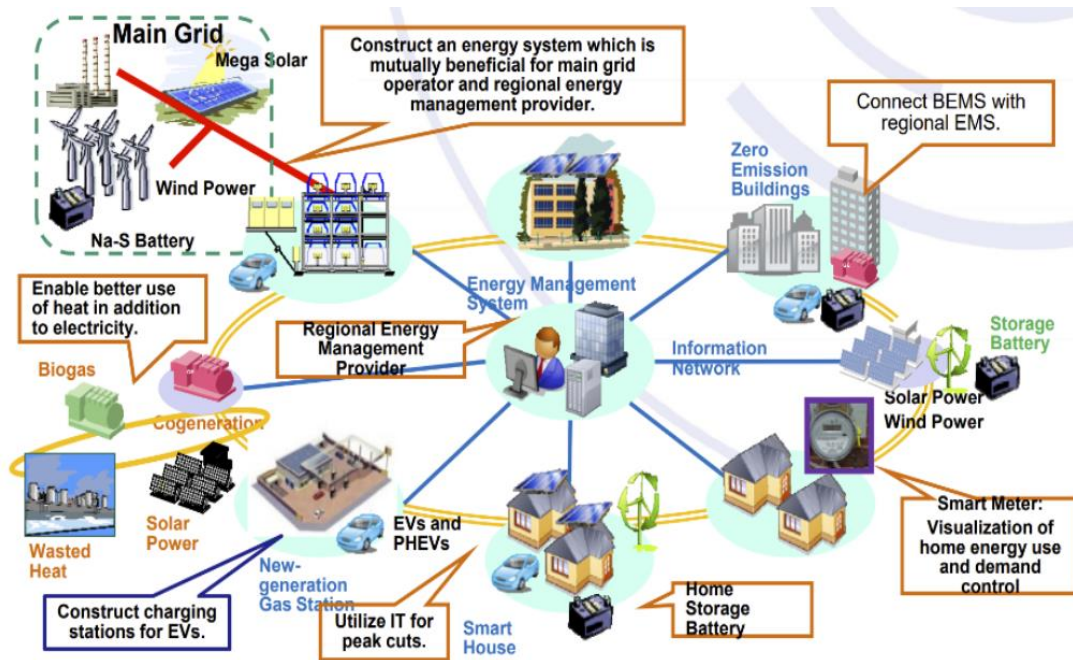 Main Grid
Mega Solar
Wind Power
Na-S Battery
Construct an energy system which is
mutually beneficial for main grid
operator and regional energy
management provider.
Connect BEMS with
regional EMS.
Zero
Emission
Buildings
Enable better use
of heat in addition
to electricity.
Energy Management
System
Regional Energy
Management
Provider
Information
Network
Storage
Battery
Solar Power
Wind Power
Biogas
Cogeneration
Wasted
Heat
Solar
Power
EVs and
PHEVs
New-
generation
Gas Station
Construct charging
stations for EVs.
Utilize IT for
peak cuts.
Smart
House
Home
Storage
Battery
Smart Meter:
Visualization of
home energy use
and demand
control